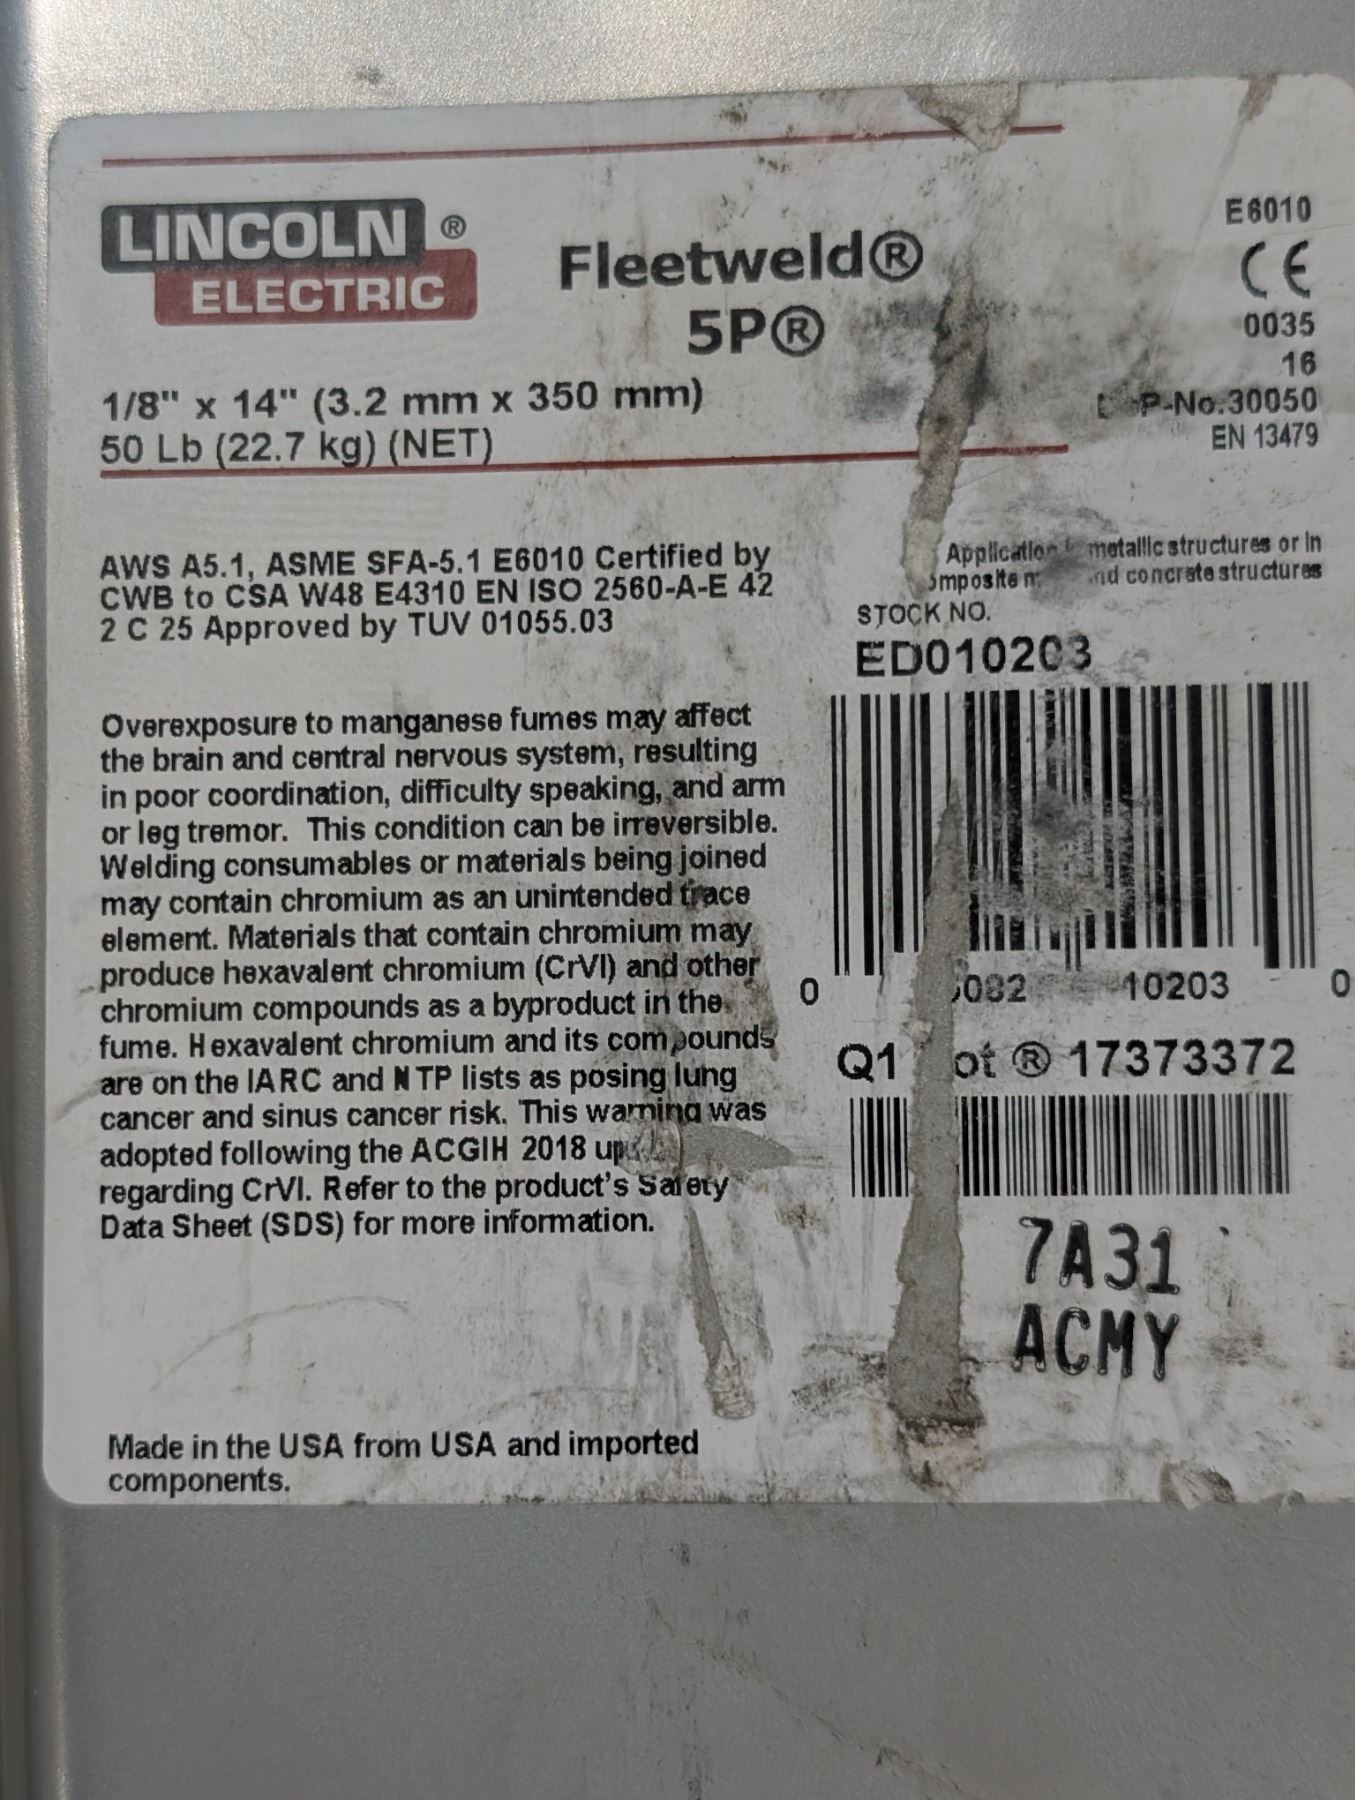 LINCOLN ®
ELECTRIC
Fleetweld®
5P®
1/8" x 14" (3.2 mm x 350 mm)
50 Lb (22.7 kg) (NET)
E6010
CE
0035
16
P-No.30050
EN 13479
AWS A5.1, ASME SFA-5.1 E6010 Certified by
CWB to CSA W48 E4310 EN ISO 2560-A-E 42
2 C 25 Approved by TUV 01055.03
metallic structures or in
concrete structures
STOCK NO.
ED010203
Overexposure to manganese fumes may affect
the brain and central nervous system, resulting
in poor coordination, difficulty speaking, and arm
or leg tremor. This condition can be irreversible.
Welding consumables or materials being joined
may contain chromium as an unintended trace
element. Materials that contain chromium may
produce hexavalent chromium (CrVI) and other
chromium compounds as a byproduct in the
fume. Hexavalent chromium and its compounds
are on the IARC and NTP lists as posing lung
cancer and sinus cancer risk. This warning was
adopted following the ACGIH 2018
regarding CrVI. Refer to the product's Safety
Data Sheet (SDS) for more information.
0 10203 0
Q1 ® 17373372
7A31
ACMY
Made in the USA from USA and imported
components.